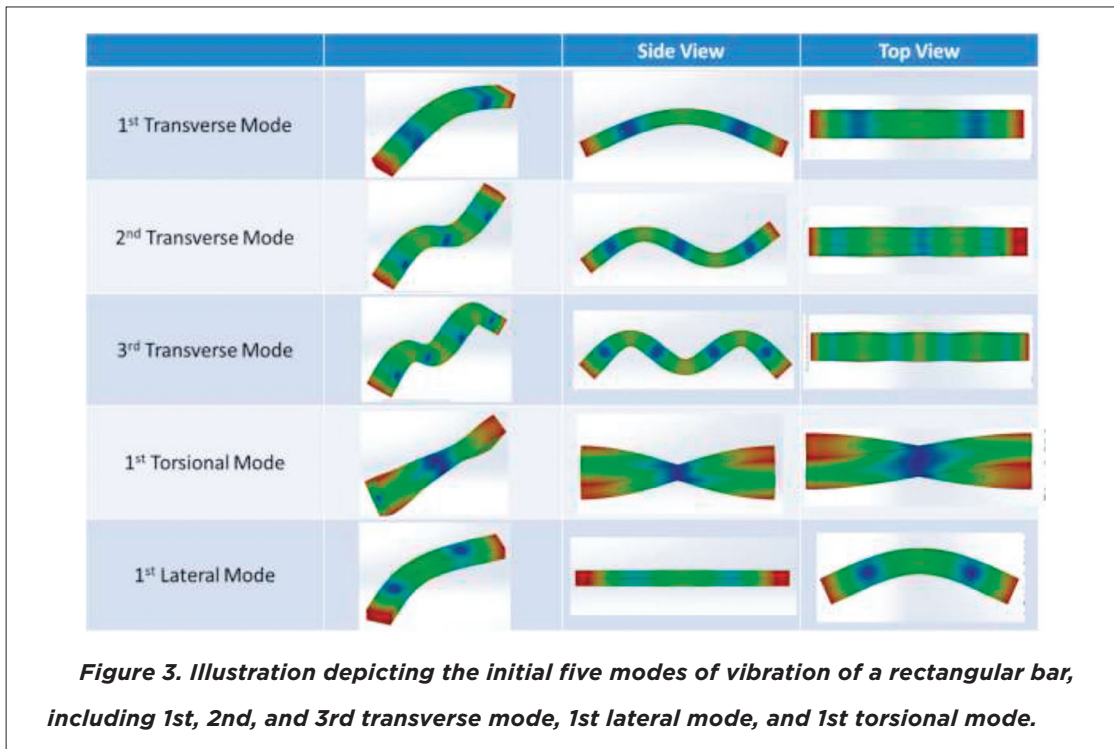 Side View Top View
1st Transverse Mode
2nd Transverse Mode
3rd Transverse Mode
1st Torsional Mode
1st Lateral Mode
Figure 3. Illustration depicting the initial five modes of vibration of a rectangular bar,
including 1st, 2nd, and 3rd transverse mode, 1st lateral mode, and 1st torsional mode.